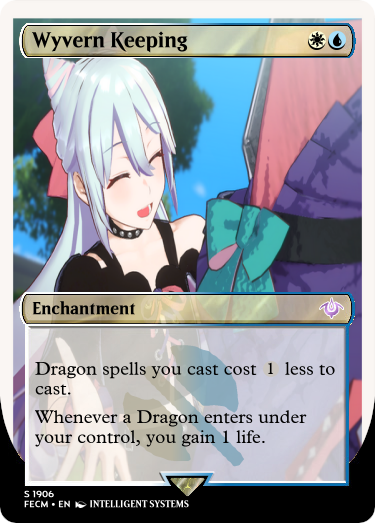 Wyvern Keeping
Enchantment
Dragon spells you cast cost 1 less to
cast.
Whenever a Dragon enters under
your control, you gain 1 life.
S 1906
FECM • EN INTELLIGENT SYSTEMS